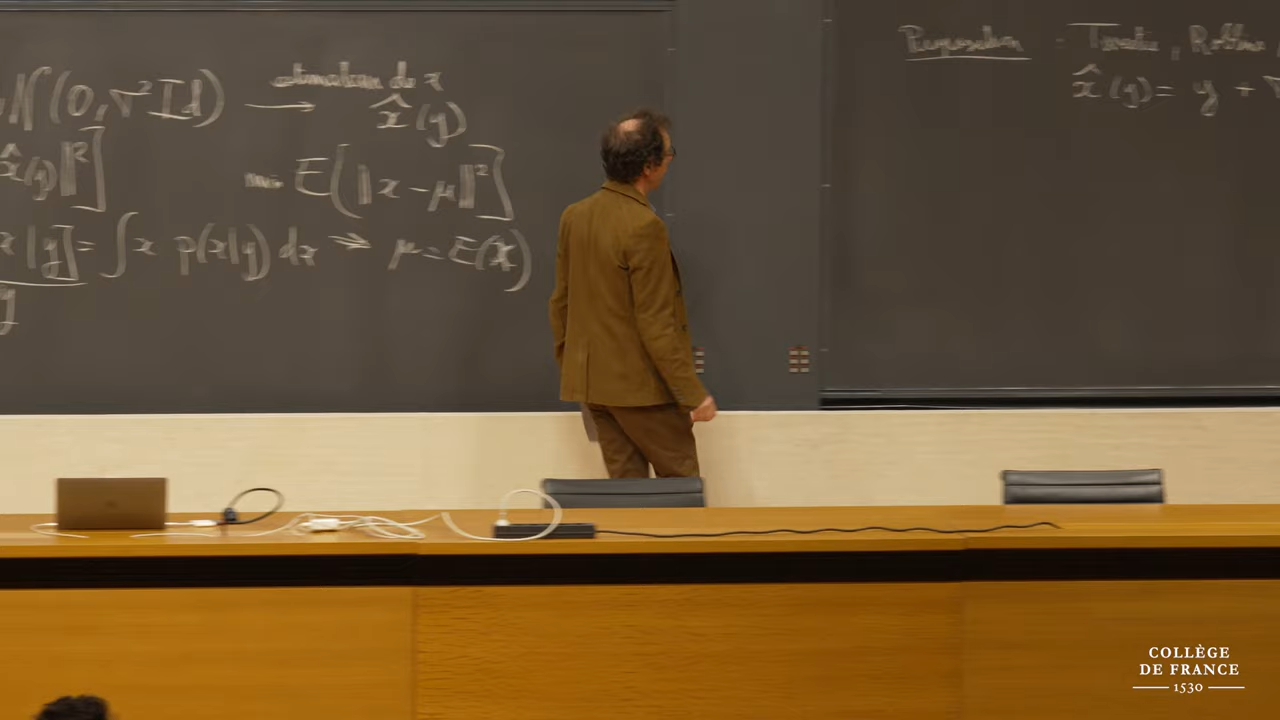 N(0, σ²Id) → estimation de x
x̂(y)
x̂(y)‖²] min E[‖x-μ‖²]
x|y] = ∫x p(x|y) dx ⇒ μ = E(x)
y
Proposition - Tweedie, Robbins,
x̂(y) = y +
COLLÈGE
DE FRANCE
1530